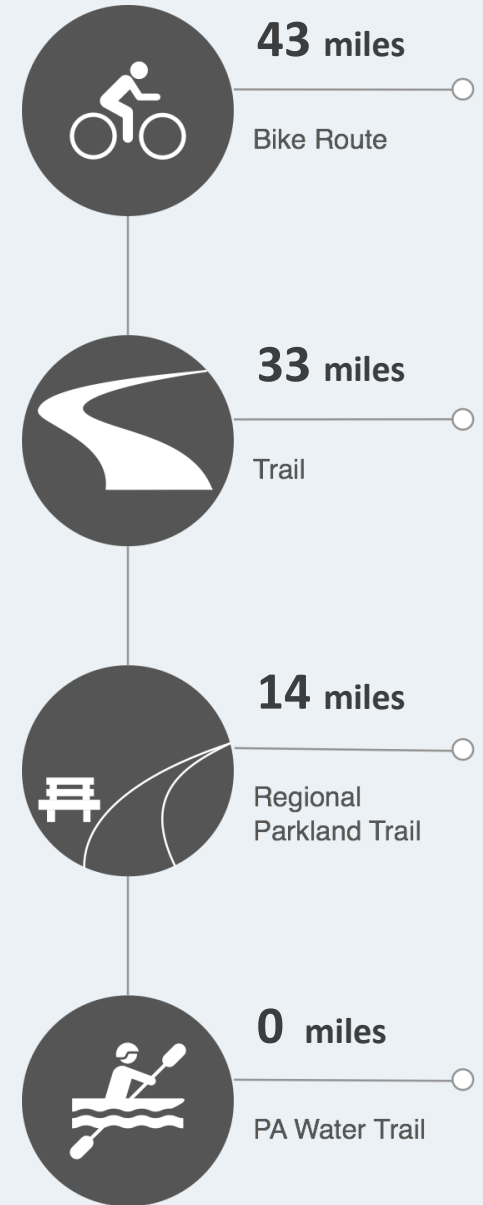 43 miles
Bike Route
33 miles
Trail
14 miles
Regional
Parkland Trail
0 miles
PA Water Trail